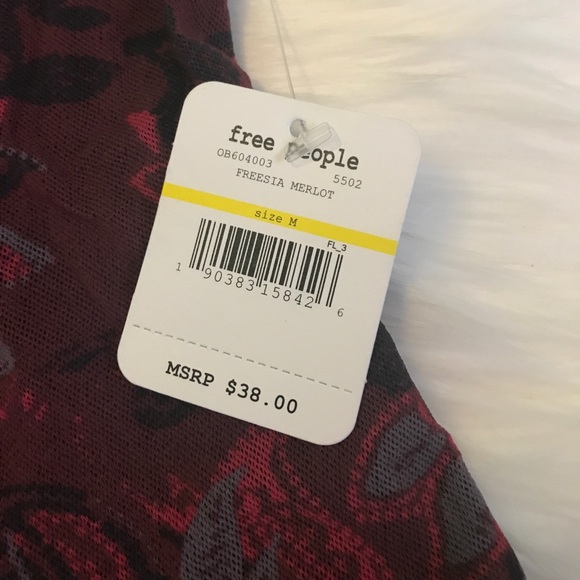 free People
OB604003 5502
FREESIA MERLOT
size M
FL_3
1 90383 15842 6
MSRP $38.00